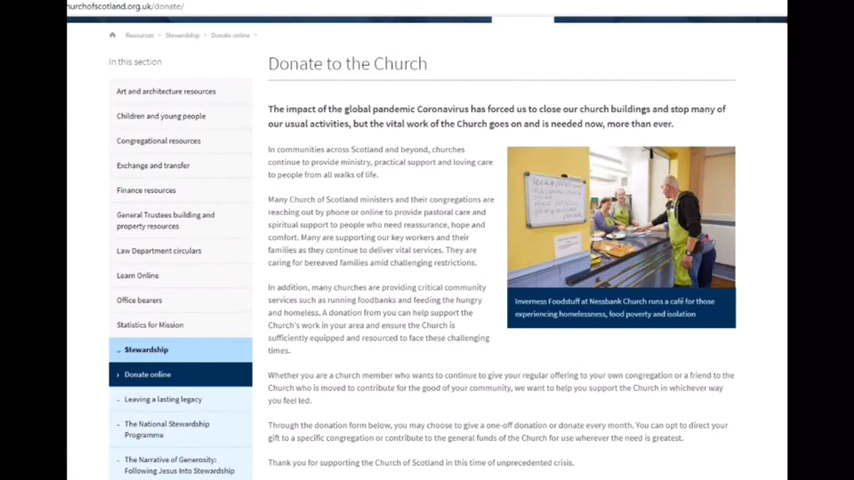 hurchofscotland.org.uk/donate/
Resources > Stewardship > Donate online >
In this section
Art and architecture resources
Children and young people
Congregational resources
Exchange and transfer
Finance resources
General Trustees building and
property resources
Law Department circulars
Learn Online
Office bearers
Statistics for Mission
Stewardship
Donate online
Leaving a lasting legacy
The National Stewardship
Programme
The Narrative of Generosity:
Following Jesus Into Stewardship
Donate to the Church
The impact of the global pandemic Coronavirus has forced us to close our church buildings and stop many of
our usual activities, but the vital work of the Church goes on and is needed now, more than ever.
In communities across Scotland and beyond, churches
continue to provide ministry, practical support and loving care
to people from all walks of life.
Many Church of Scotland ministers and their congregations are
reaching out by phone or online to provide pastoral care and
spiritual support to people who need reassurance, hope and
comfort. Many are supporting our key workers and their
families as they continue to deliver vital services. They are
caring for bereaved families amid challenging restrictions.
In addition, many churches are providing critical community
services such as running foodbanks and feeding the hungry
and homeless. A donation from you can help support the
Church's work in your area and ensure the Church is
sufficiently equipped and resourced to face these challenging
times.
Inverness Foodstuff at Nessbank Church runs a café for those
experiencing homelessness, food poverty and isolation
Whether you are a church member who wants to continue to give your regular offering to your own congregation or a friend to the
Church who is moved to contribute for the good of your community, we want to help you support the Church in whichever way
you feel led.
Through the donation form below, you may choose to give a one-off donation or donate every month. You can opt to direct your
gift to a specific congregation or contribute to the general funds of the Church for use wherever the need is greatest.
Thank you for supporting the Church of Scotland in this time of unprecedented crisis.